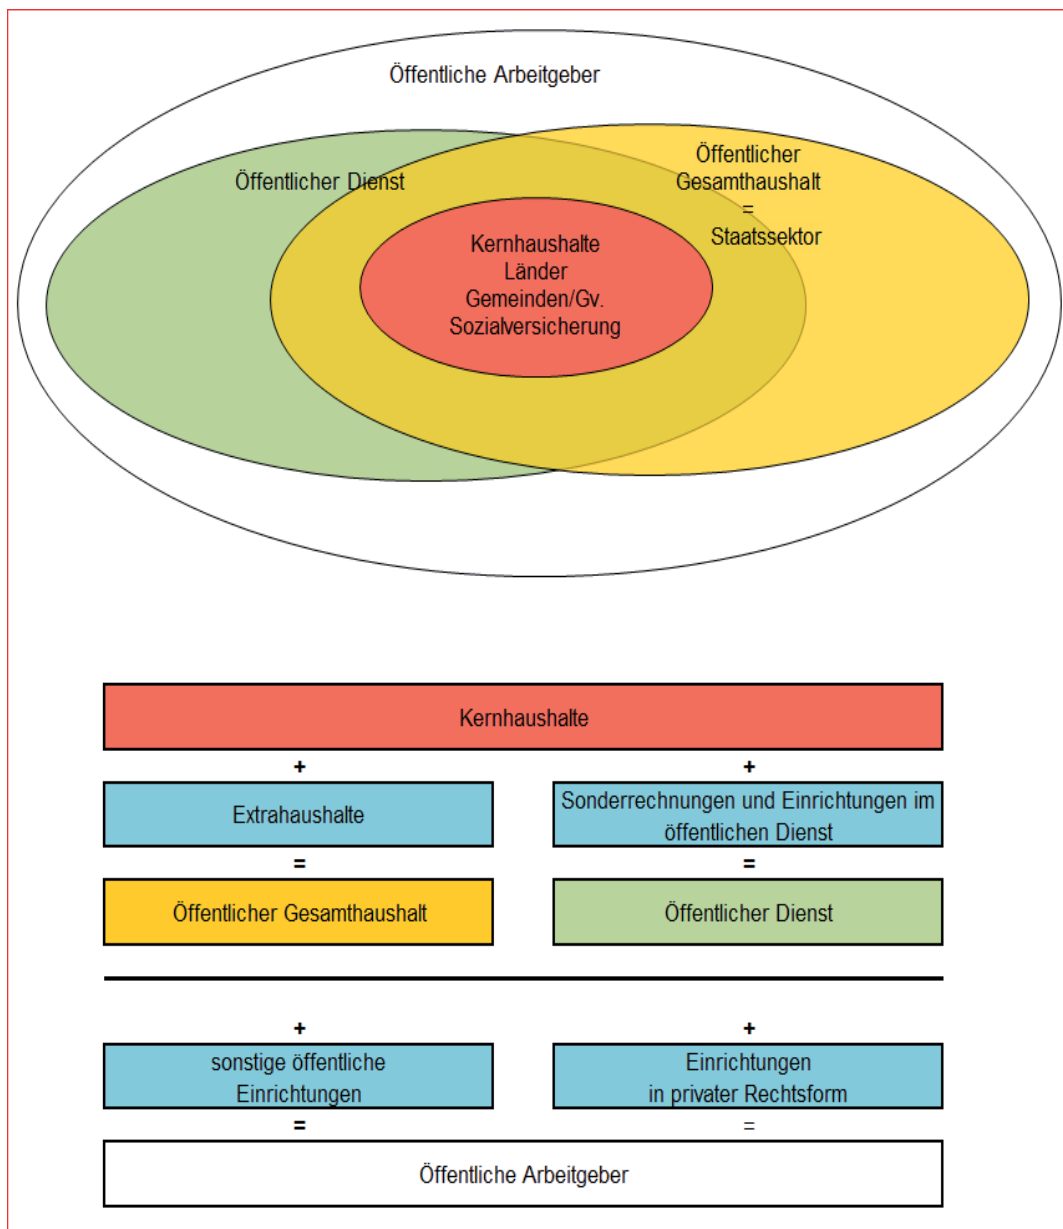 Öffentliche Arbeitgeber
Öffentlicher Dienst
Öffentlicher
Gesamthaushalt
=
Staatssektor
Kernhaushalte
Länder
Gemeinden/Gv.
Sozialversicherung
Kernhaushalte
+
+
Extrahaushalte
Sonderrechnungen und Einrichtungen im
öffentlichen Dienst
=
=
Öffentlicher Gesamthaushalt
Öffentlicher Dienst
+
+
sonstige öffentliche
Einrichtungen
Einrichtungen
in privater Rechtsform
=
=
Öffentliche Arbeitgeber